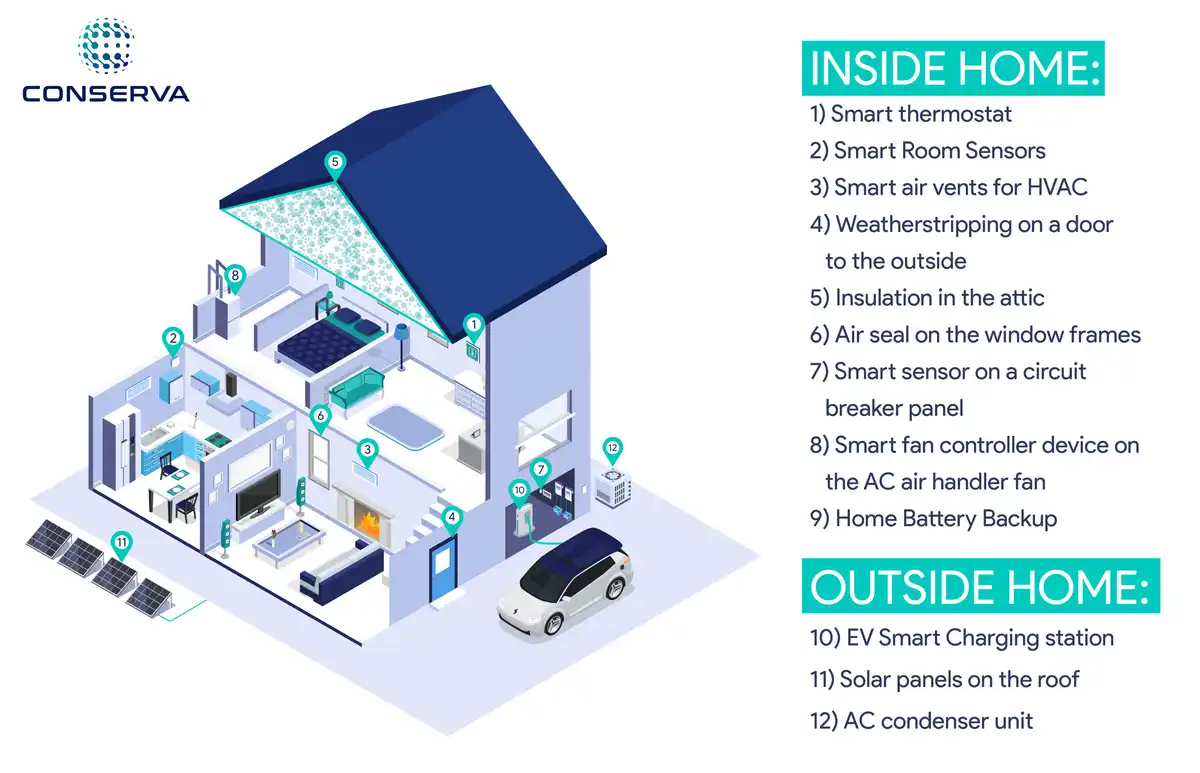 CONSERVA
INSIDE HOME:
1) Smart thermostat
2) Smart Room Sensors
3) Smart air vents for HVAC
4) Weatherstripping on a door
to the outside
5) Insulation in the attic
6) Air seal on the window frames
7) Smart sensor on a circuit
breaker panel
8) Smart fan controller device on
the AC air handler fan
9) Home Battery Backup
OUTSIDE HOME:
10) EV Smart Charging station
11) Solar panels on the roof
12) AC condenser unit
5
8
1
2
6
3
12
7
10
4
11